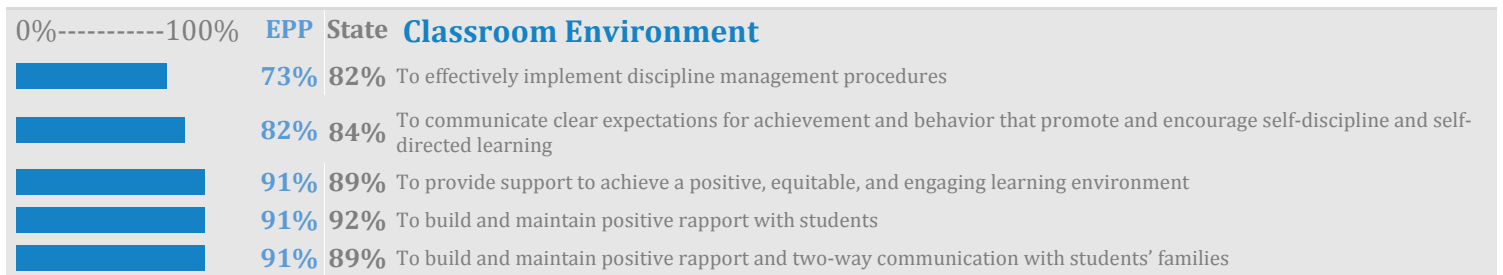 0%-----------100% EPP State Classroom Environment
73% 82% To effectively implement discipline management procedures
82% 84% To communicate clear expectations for achievement and behavior that promote and encourage self-discipline and self-
directed learning
91% 89% To provide support to achieve a positive, equitable, and engaging learning environment
91% 92% To build and maintain positive rapport with students
91% 89% To build and maintain positive rapport and two-way communication with students’ families